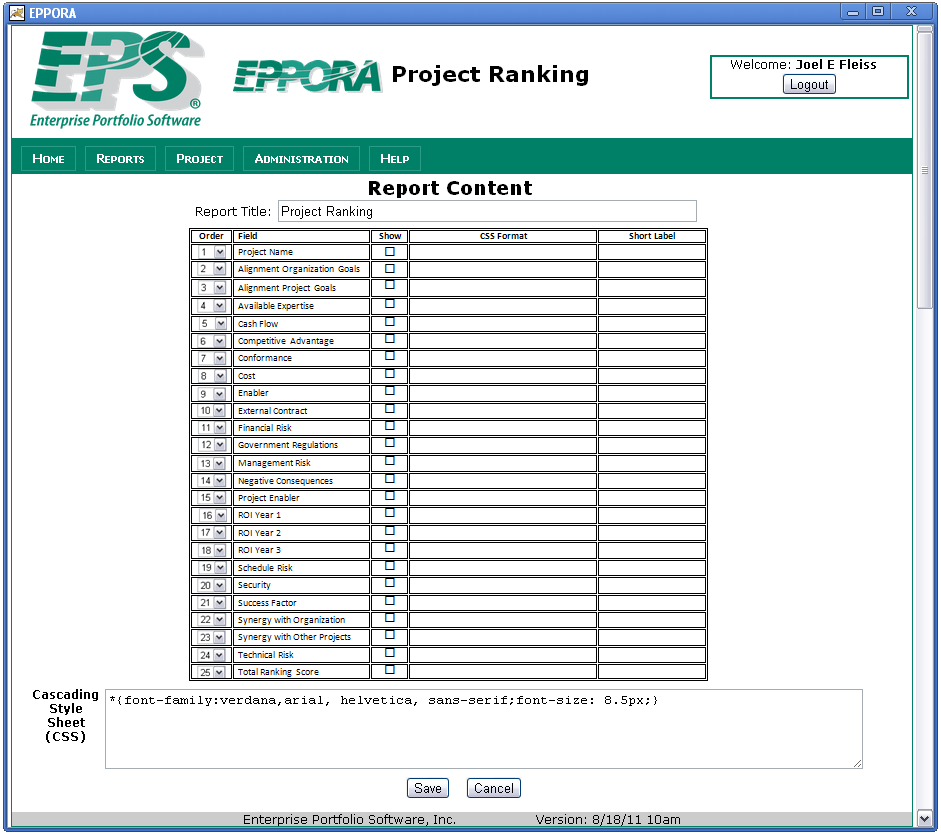 EPPORA
EPS®
Enterprise Portfolio Software
EPPORA Project Ranking
Welcome: Joel E Fleiss
Logout
Home Reports Project Administration Help
Report Content
Report Title: Project Ranking
Order Field Show CSS Format Short Label
1 Project Name
2 Alignment Organization Goals
3 Alignment Project Goals
4 Available Expertise
5 Cash Flow
6 Competitive Advantage
7 Conformance
8 Cost
9 Enabler
10 External Contract
11 Financial Risk
12 Government Regulations
13 Management Risk
14 Negative Consequences
15 Project Enabler
16 ROI Year 1
17 ROI Year 2
18 ROI Year 3
19 Schedule Risk
20 Security
21 Success Factor
22 Synergy with Organization
23 Synergy with Other Projects
24 Technical Risk
25 Total Ranking Score
Cascading
Style
Sheet
(CSS)
*{font-family:verdana,arial, helvetica, sans-serif;font-size: 8.5px;}
Save Cancel
Enterprise Portfolio Software, Inc. Version: 8/18/11 10am